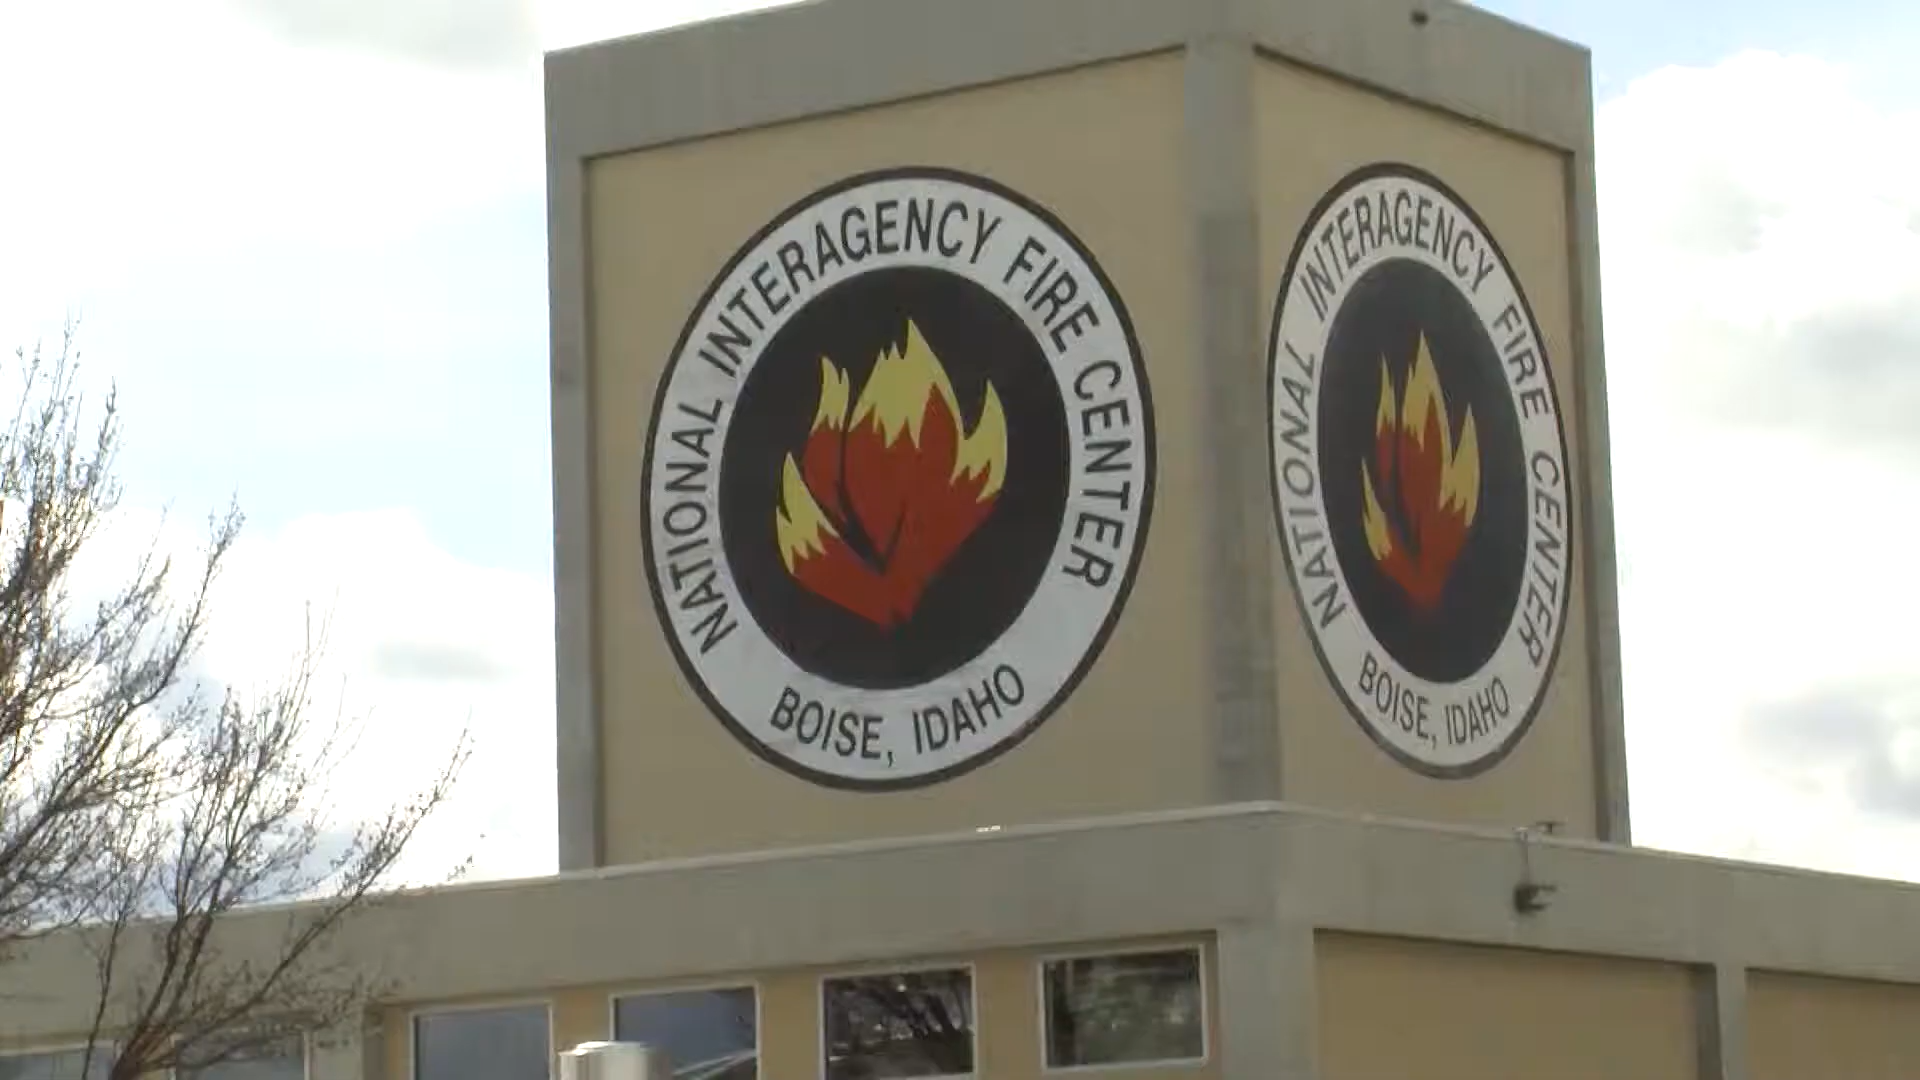 NATIONAL INTERAGENCY FIRE CENTER
BOISE, IDAHO
NATIONAL INTERAGENCY FIRE CENTER
BOISE, IDAHO